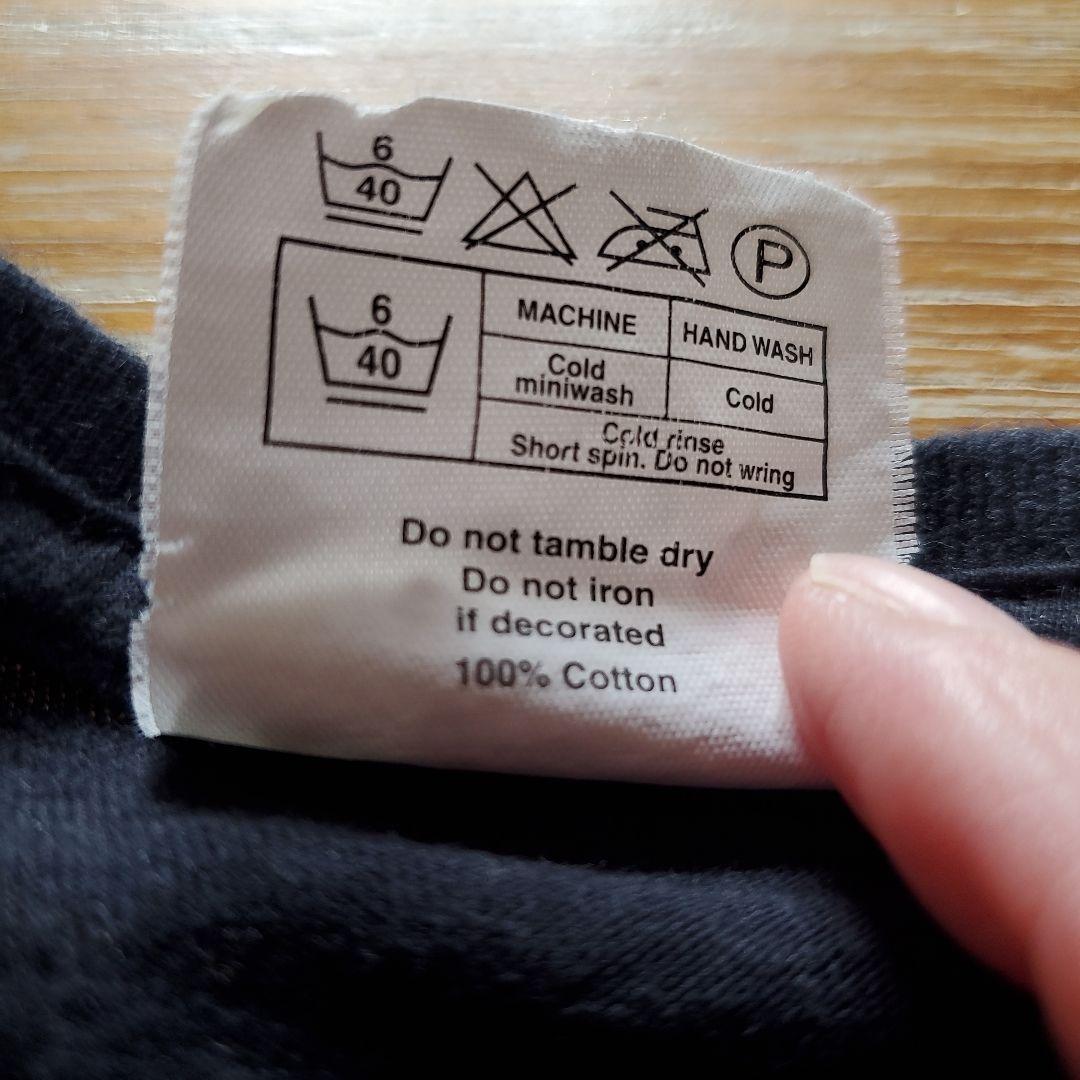 6
40
P
6
40
MACHINE
HAND WASH
Cold
miniwash
Cold
Cold rinse
Short spin. Do not wring
Do not tamble dry
Do not iron
if decorated
100% Cotton